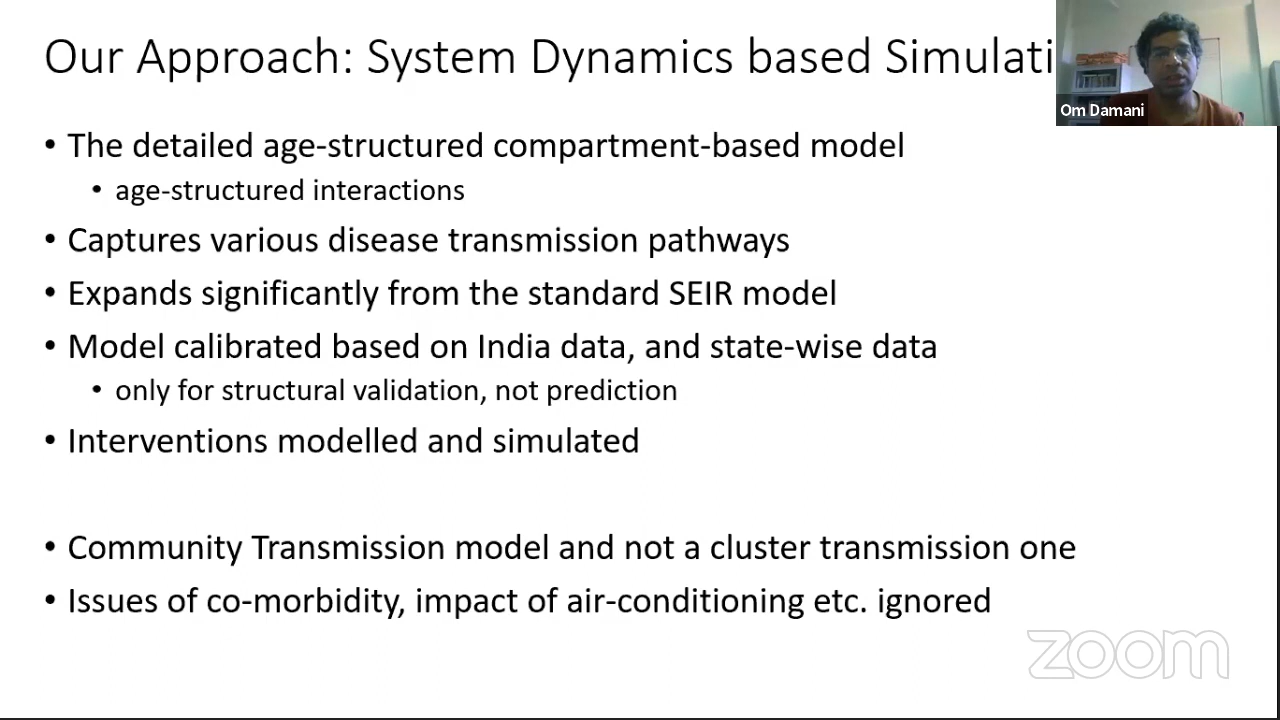 Our Approach: System Dynamics based Simulati
Om Damani
• The detailed age-structured compartment-based model
• age-structured interactions
• Captures various disease transmission pathways
• Expands significantly from the standard SEIR model
• Model calibrated based on India data, and state-wise data
• only for structural validation, not prediction
• Interventions modelled and simulated
• Community Transmission model and not a cluster transmission one
• Issues of co-morbidity, impact of air-conditioning etc. ignored
zoom